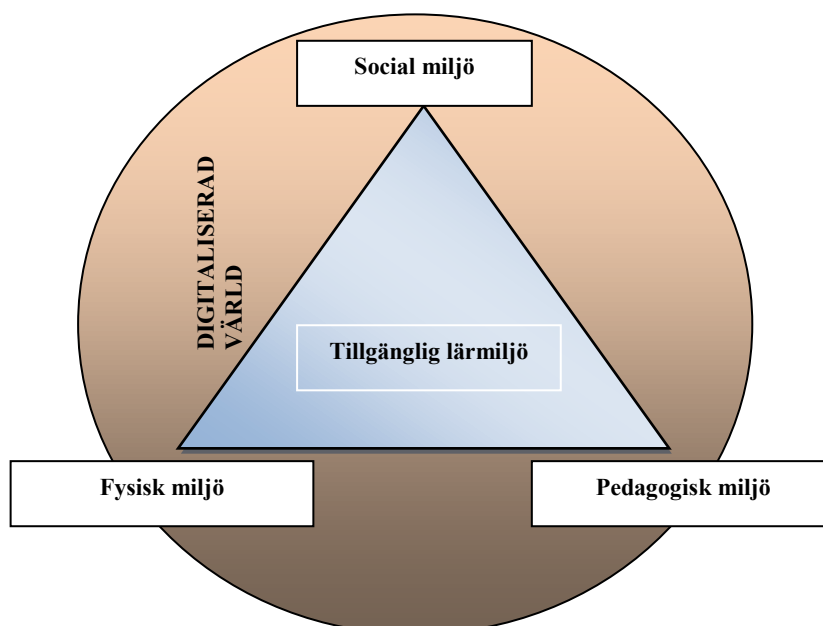 Social miljö
DIGITALISERAD
VÄRLD
Tillgänglig lärmiljö
Fysisk miljö
Pedagogisk miljö